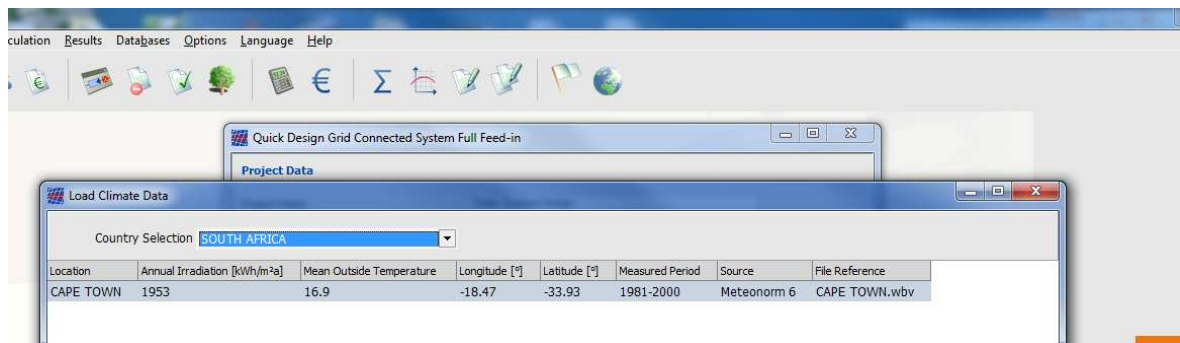 culation Results Databases Options Language Help
Quick Design Grid Connected System Full Feed-in
Project Data
Load Climate Data
Country Selection SOUTH AFRICA
Location Annual Irradiation [kWh/m²a] Mean Outside Temperature Longitude [°] Latitude [°] Measured Period Source File Reference
CAPE TOWN 1953 16.9 -18.47 -33.93 1981-2000 Meteonorm 6 CAPE TOWN.wbv